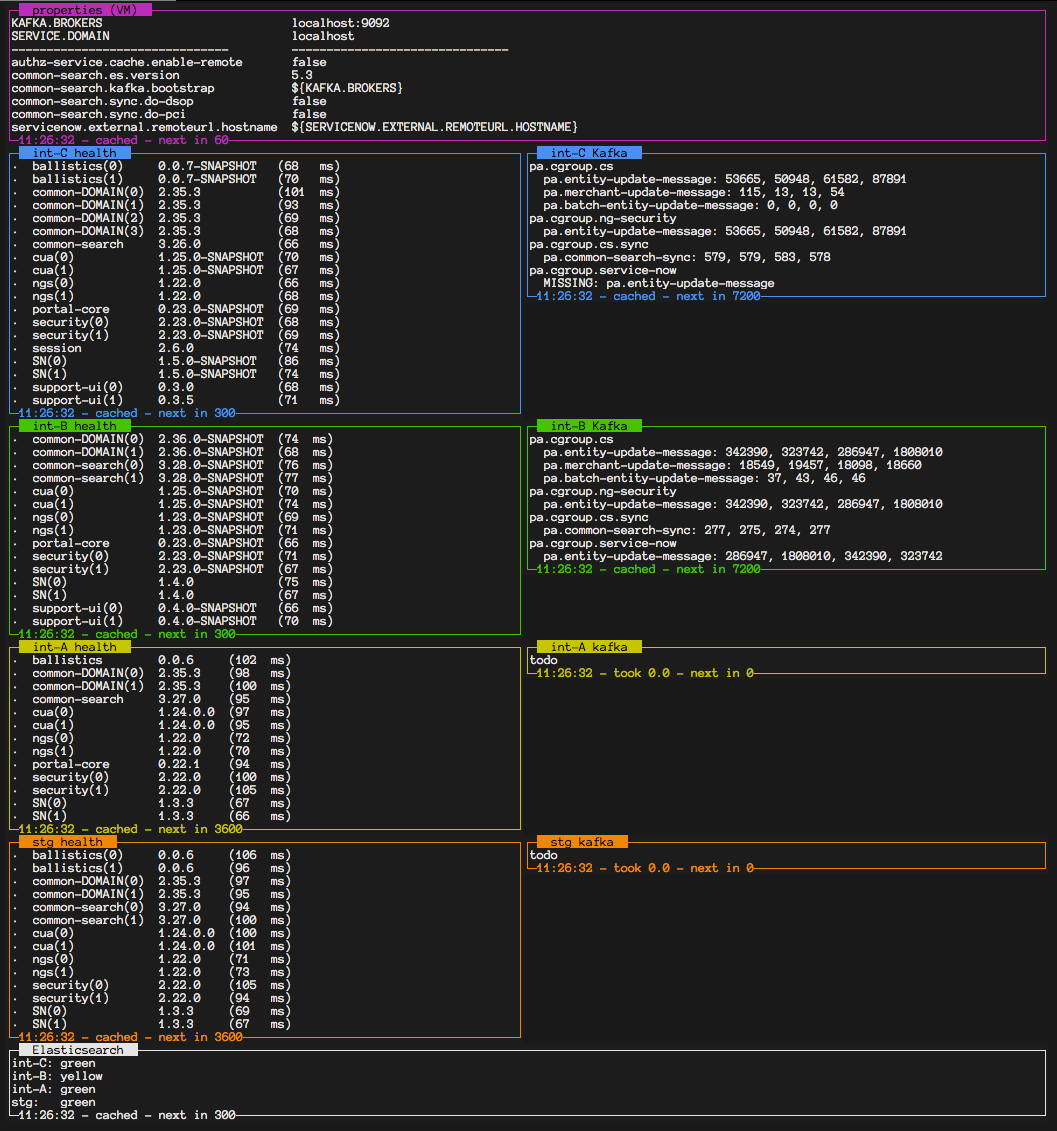 properties (VM)
KAFKA.BROKERS localhost:9092
SERVICE.DOMAIN localhost
------------------------------- -------------------------------
authz-service.cache.enable-remote false
common-search.es.version 5.3
common-search.kafka.bootstrap ${KAFKA.BROKERS}
common-search.sync.do-dsop false
common-search.sync.do-pci false
servicenow.external.remoteurl.hostname ${SERVICENOW.EXTERNAL.REMOTEURL.HOSTNAME}
11:26:32 - cached - next in 60
int-C health
. ballistics(0) 0.0.7-SNAPSHOT (68 ms)
. ballistics(1) 0.0.7-SNAPSHOT (70 ms)
. common-DOMAIN(0) 2.35.3 (101 ms)
. common-DOMAIN(1) 2.35.3 (93 ms)
. common-DOMAIN(2) 2.35.3 (69 ms)
. common-DOMAIN(3) 2.35.3 (68 ms)
. common-search 3.26.0 (66 ms)
. cua(0) 1.25.0-SNAPSHOT (70 ms)
. cua(1) 1.25.0-SNAPSHOT (67 ms)
. ngs(0) 1.22.0 (66 ms)
. ngs(1) 1.22.0 (68 ms)
. portal-core 0.23.0-SNAPSHOT (69 ms)
. security(0) 2.23.0-SNAPSHOT (68 ms)
. security(1) 2.23.0-SNAPSHOT (69 ms)
. session 2.6.0 (74 ms)
. SN(0) 1.5.0-SNAPSHOT (86 ms)
. SN(1) 1.5.0-SNAPSHOT (74 ms)
. support-ui(0) 0.3.0 (68 ms)
. support-ui(1) 0.3.5 (71 ms)
11:26:32 - cached - next in 300
int-C Kafka
pa.cgroup.cs
pa.entity-update-message: 53665, 50948, 61582, 87891
pa.merchant-update-message: 115, 13, 13, 54
pa.batch-entity-update-message: 0, 0, 0, 0
pa.cgroup.ng-security
pa.entity-update-message: 53665, 50948, 61582, 87891
pa.cgroup.cs.sync
pa.common-search-sync: 579, 579, 583, 578
pa.cgroup.service-now
MISSING: pa.entity-update-message
11:26:32 - cached - next in 7200
int-B health
. common-DOMAIN(0) 2.36.0-SNAPSHOT (74 ms)
. common-DOMAIN(1) 2.36.0-SNAPSHOT (68 ms)
. common-search(0) 3.28.0-SNAPSHOT (76 ms)
. common-search(1) 3.28.0-SNAPSHOT (77 ms)
. cua(0) 1.25.0-SNAPSHOT (70 ms)
. cua(1) 1.25.0-SNAPSHOT (74 ms)
. ngs(0) 1.23.0-SNAPSHOT (69 ms)
. ngs(1) 1.23.0-SNAPSHOT (71 ms)
. portal-core 0.23.0-SNAPSHOT (66 ms)
. security(0) 2.23.0-SNAPSHOT (71 ms)
. security(1) 2.23.0-SNAPSHOT (67 ms)
. SN(0) 1.4.0 (75 ms)
. SN(1) 1.4.0 (67 ms)
. support-ui(0) 0.4.0-SNAPSHOT (66 ms)
. support-ui(1) 0.4.0-SNAPSHOT (70 ms)
11:26:32 - cached - next in 300
int-B Kafka
pa.cgroup.cs
pa.entity-update-message: 342390, 323742, 286947, 1808010
pa.merchant-update-message: 18549, 19457, 18098, 18660
pa.batch-entity-update-message: 37, 43, 46, 46
pa.cgroup.ng-security
pa.entity-update-message: 342390, 323742, 286947, 1808010
pa.cgroup.cs.sync
pa.common-search-sync: 277, 275, 274, 277
pa.cgroup.service-now
pa.entity-update-message: 286947, 1808010, 342390, 323742
11:26:32 - cached - next in 7200
int-A health
. ballistics 0.0.6 (102 ms)
. common-DOMAIN(0) 2.35.3 (98 ms)
. common-DOMAIN(1) 2.35.3 (100 ms)
. common-search 3.27.0 (95 ms)
. cua(0) 1.24.0.0 (97 ms)
. cua(1) 1.24.0.0 (95 ms)
. ngs(0) 1.22.0 (72 ms)
. ngs(1) 1.22.0 (70 ms)
. portal-core 0.22.1 (94 ms)
. security(0) 2.22.0 (100 ms)
. security(1) 2.22.0 (105 ms)
. SN(0) 1.3.3 (67 ms)
. SN(1) 1.3.3 (66 ms)
11:26:32 - cached - next in 3600
int-A kafka
todo
11:26:32 - took 0.0 - next in 0
stg health
. ballistics(0) 0.0.6 (106 ms)
. ballistics(1) 0.0.6 (96 ms)
. common-DOMAIN(0) 2.35.3 (97 ms)
. common-DOMAIN(1) 2.35.3 (95 ms)
. common-search(0) 3.27.0 (94 ms)
. common-search(1) 3.27.0 (100 ms)
. cua(0) 1.24.0.0 (100 ms)
. cua(1) 1.24.0.0 (101 ms)
. ngs(0) 1.22.0 (71 ms)
. ngs(1) 1.22.0 (73 ms)
. security(0) 2.22.0 (105 ms)
. security(1) 2.22.0 (94 ms)
. SN(0) 1.3.3 (69 ms)
. SN(1) 1.3.3 (67 ms)
11:26:32 - cached - next in 3600
stg kafka
todo
11:26:32 - took 0.0 - next in 0
Elasticsearch
int-C: green
int-B: yellow
int-A: green
stg: green
11:26:32 - cached - next in 300